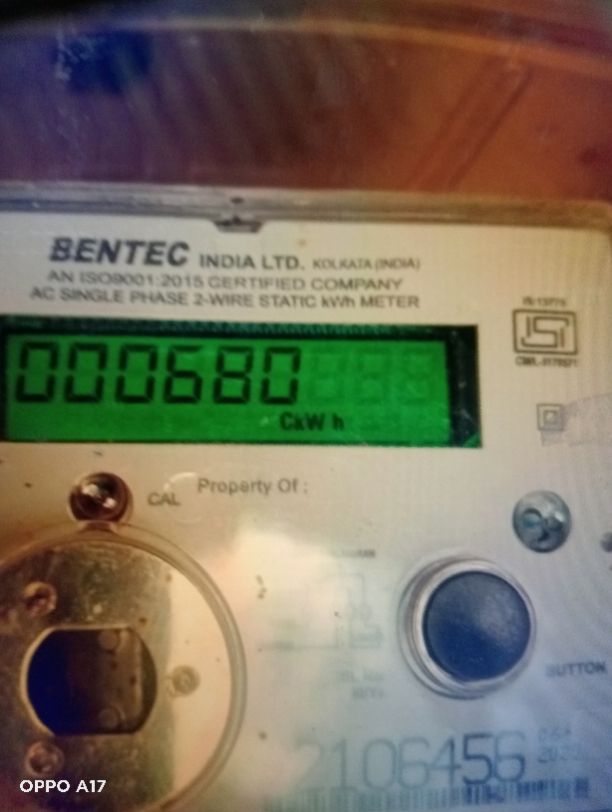 BENTEC INDIA LTD. KOLKATA (INDIA)
AN ISO9001:2015 CERTIFIED COMPANY
AC SINGLE PHASE 2-WIRE STATIC kWh METER
000680
CkWh
CAL
Property Of :
BUTTON
2106456
OPPO A17